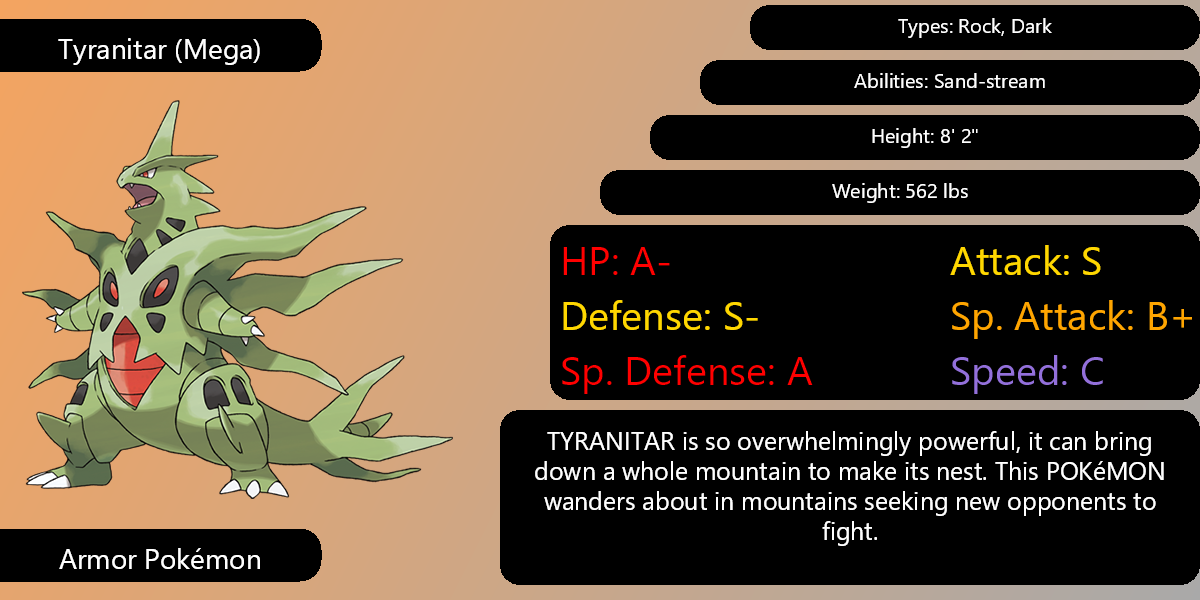 Tyranitar (Mega)
Types: Rock, Dark
Abilities: Sand-stream
Height: 8' 2"
Weight: 562 lbs
HP: A-
Attack: S
Defense: S-
Sp. Attack: B+
Sp. Defense: A
Speed: C
TYRANITAR is so overwhelmingly powerful, it can bring
down a whole mountain to make its nest. This POKéMON
wanders about in mountains seeking new opponents to
fight.
Armor Pokémon